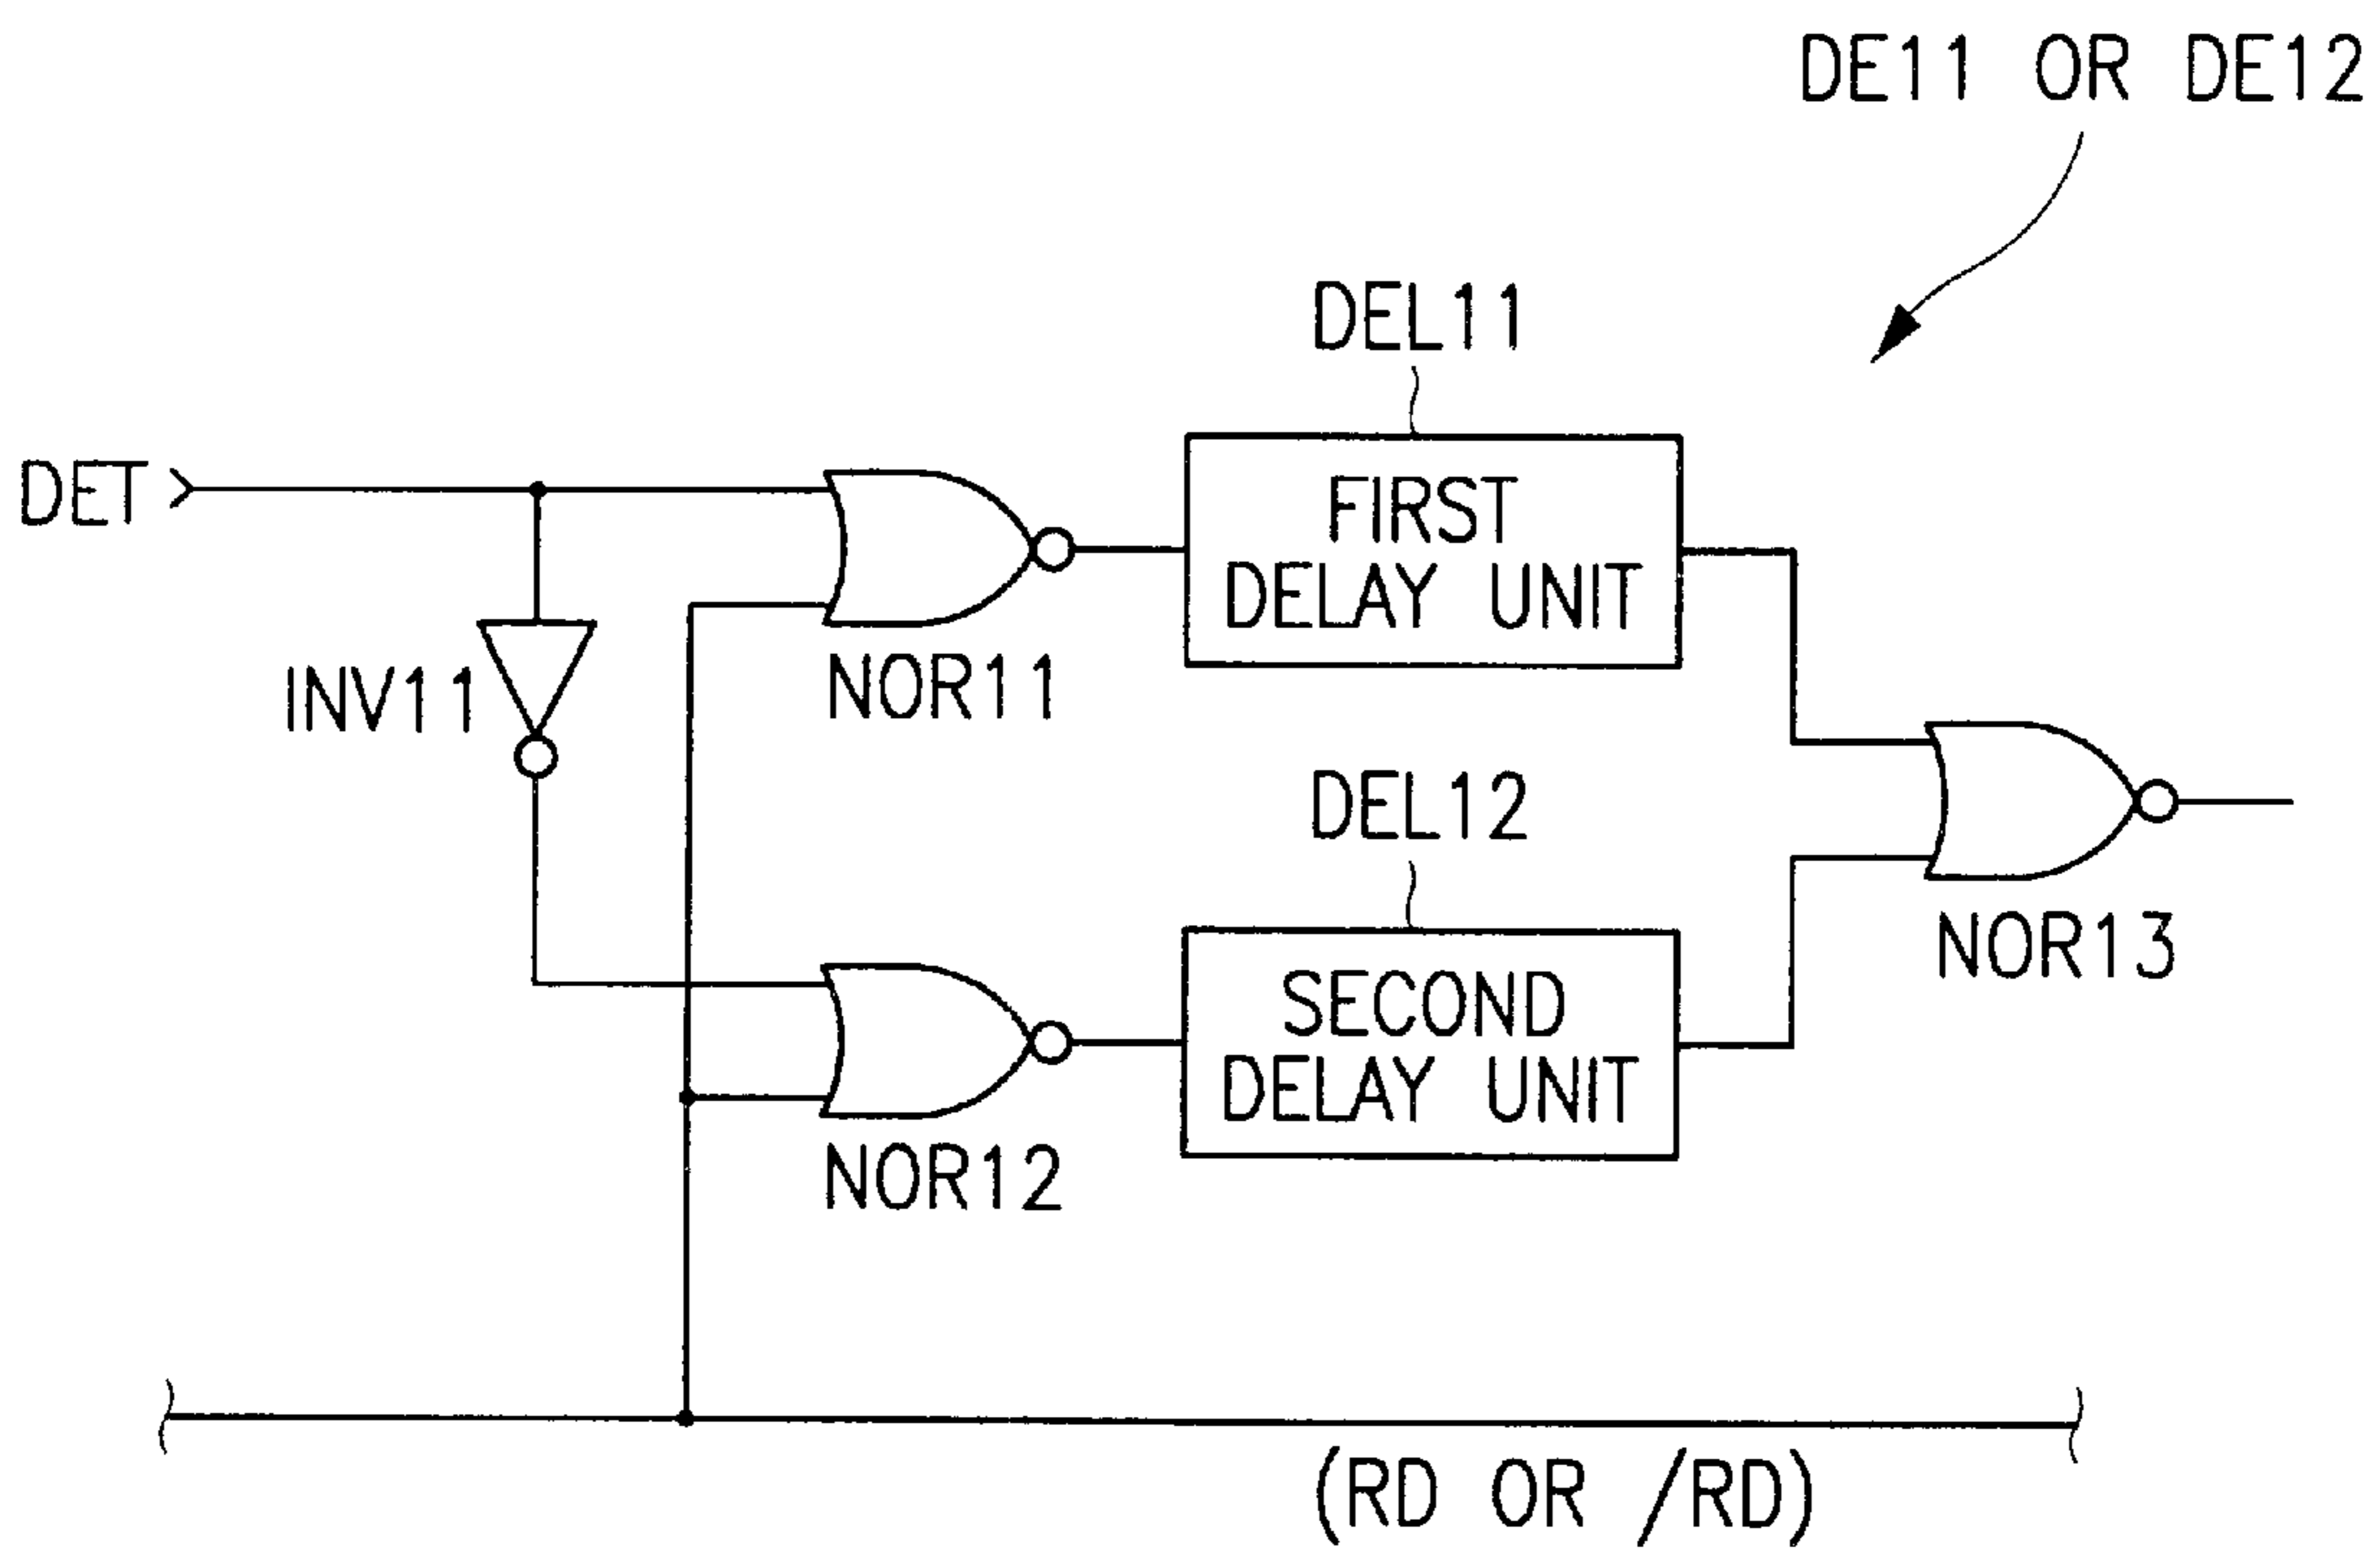 DE11 OR DE12
DEL11
DET
FIRST
DELAY UNIT
INV11
NOR11
DEL12
NOR13
SECOND
DELAY UNIT
NOR12
(RD OR /RD)